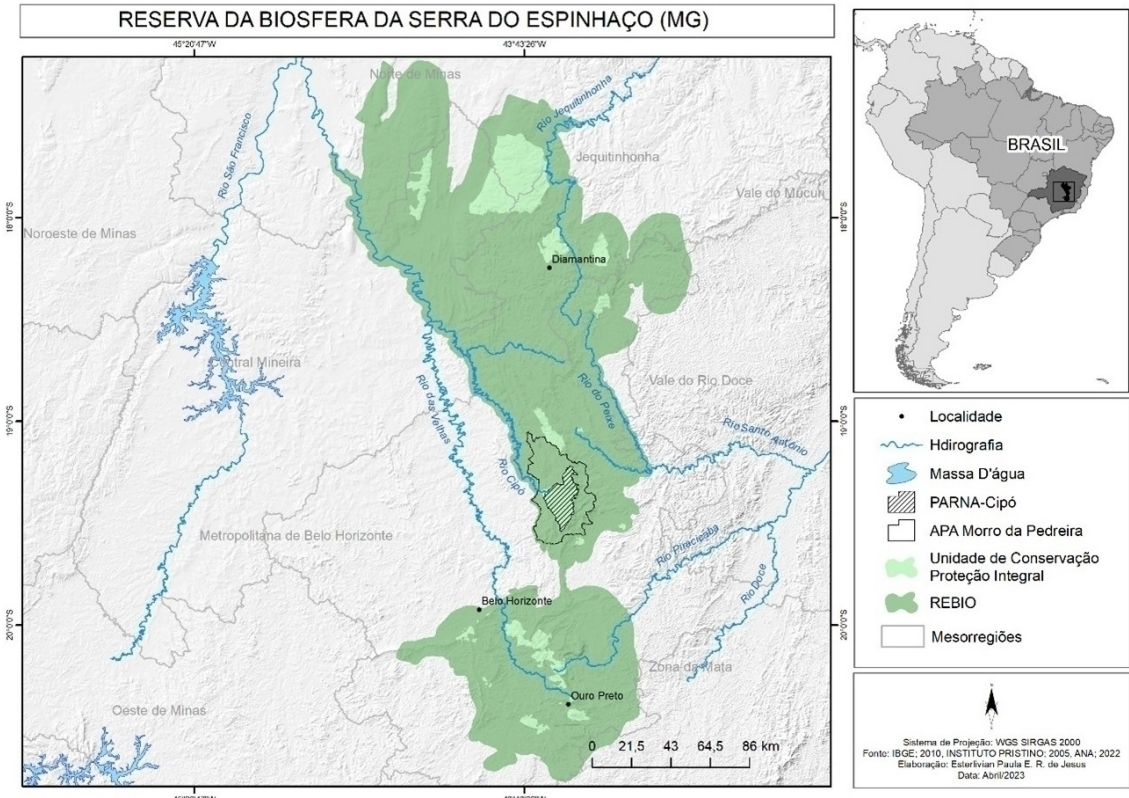 RESERVA DA BIOSFERA DA SERRA DO ESPINHAÇO (MG)
45°20'47"
43°43'26"
Norte de Minas
Rio Jequitinhonha
Rio São Francisco
Jequitinhonha
Vale do Mucuri
18°0'0"S
18°0'0"S
Noroeste de Minas
Diamantina
Central Mineira
Rio das Velhas
Rio do Peixe
Vale do Rio Doce
19°0'0"S
19°0'0"S
Rio Santo Antônio
Rio Cipó
Metropolitana de Belo Horizonte
Rio Piracicaba
Rio Doce
Belo Horizonte
20°0'0"S
20°0'0"S
Zona da Mata
Ouro Preto
Oeste de Minas
0 21,5 43 64,5 86 km
BRASIL
Localidade
Hdirografia
Massa D'água
PARNA-Cipó
APA Morro da Pedreira
Unidade de Conservação
Proteção Integral
REBIO
Mesorregiões
N
Sistema de Projeção: WGS SIRGAS 2000
Fonte: IBGE; 2010, INSTITUTO PRISTINO; 2005, ANA; 2022
Elaboração: Esterlivian Paula E. R. de Jesus
Data: Abril/2023